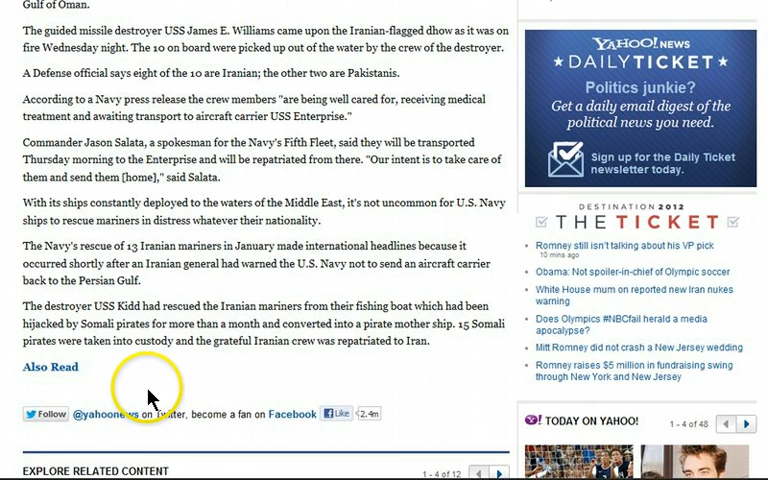 Gulf of Oman.
The guided missile destroyer USS James E. Williams came upon the Iranian-flagged dhow as it was on
fire Wednesday night. The 10 on board were picked up out of the water by the crew of the destroyer.
A Defense official says eight of the 10 are Iranian; the other two are Pakistanis.
According to a Navy press release the crew members "are being well cared for, receiving medical
treatment and awaiting transport to aircraft carrier USS Enterprise."
Commander Jason Salata, a spokesman for the Navy's Fifth Fleet, said they will be transported
Thursday morning to the Enterprise and will be repatriated from there. "Our intent is to take care of
them and send them [home]," said Salata.
With its ships constantly deployed to the waters of the Middle East, it's not uncommon for U.S. Navy
ships to rescue mariners in distress whatever their nationality.
The Navy's rescue of 13 Iranian mariners in January made international headlines because it
occurred shortly after an Iranian general had warned the U.S. Navy not to send an aircraft carrier
back to the Persian Gulf.
The destroyer USS Kidd had rescued the Iranian mariners from their fishing boat which had been
hijacked by Somali pirates for more than a month and converted into a pirate mother ship. 15 Somali
pirates were taken into custody and the grateful Iranian crew was repatriated to Iran.
Also Read
Follow @yahoonews on Twitter, become a fan on Facebook Like 2.4m
EXPLORE RELATED CONTENT 1 - 4 of 12
YAHOO! NEWS
DAILY TICKET
Politics junkie?
Get a daily email digest of the
political news you need.
Sign up for the Daily Ticket
newsletter today.
DESTINATION 2012
THE TICKET
Romney still isn't talking about his VP pick
10 mins ago
Obama: Not spoiler-in-chief of Olympic soccer
White House mum on reported new Iran nukes
warning
Does Olympics #NBCfail herald a media
apocalypse?
Mitt Romney did not crash a New Jersey wedding
Romney raises $5 million in fundraising swing
through New York and New Jersey
Y! TODAY ON YAHOO! 1 - 4 of 48